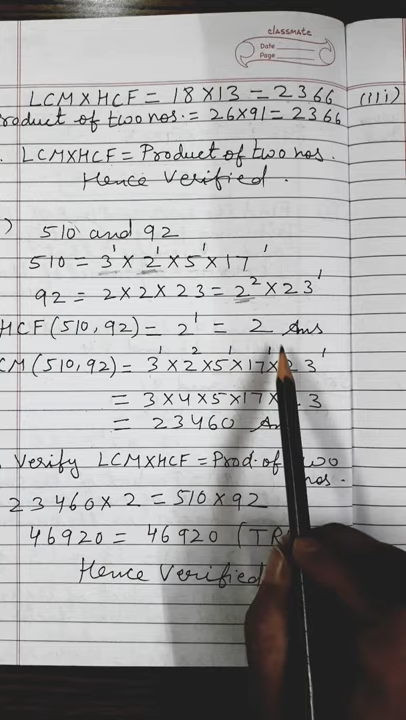 classmate
Date
Page
LCM×HCF = 18×13 = 2366 (iii)
roduct of two nos. = 26×91 = 2366
. LCM×HCF = Product of two nos.
Hence Verified.
) 510 and 92
510 = 3¹ × 2¹ × 5¹ × 17¹
92 = 2×2×23 = 2² × 23¹
HCF(510,92) = 2¹ = 2 Ans
CM(510,92) = 3¹×2²×5¹×17¹×23¹
= 3×4×5×17× 3
= 23460
. Verify LCM×HCF = Prod. of two
nos.
23460×2 = 510×92
46920 = 46920 (TR
Hence Verified